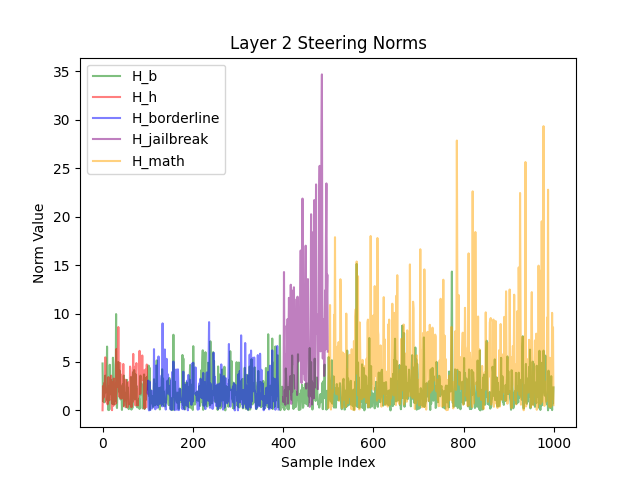 Layer 2 Steering Norms
H_b
H_h
H_borderline
H_jailbreak
H_math
Norm Value
35
30
25
20
15
10
5
0
0
200
400
600
800
1000
Sample Index